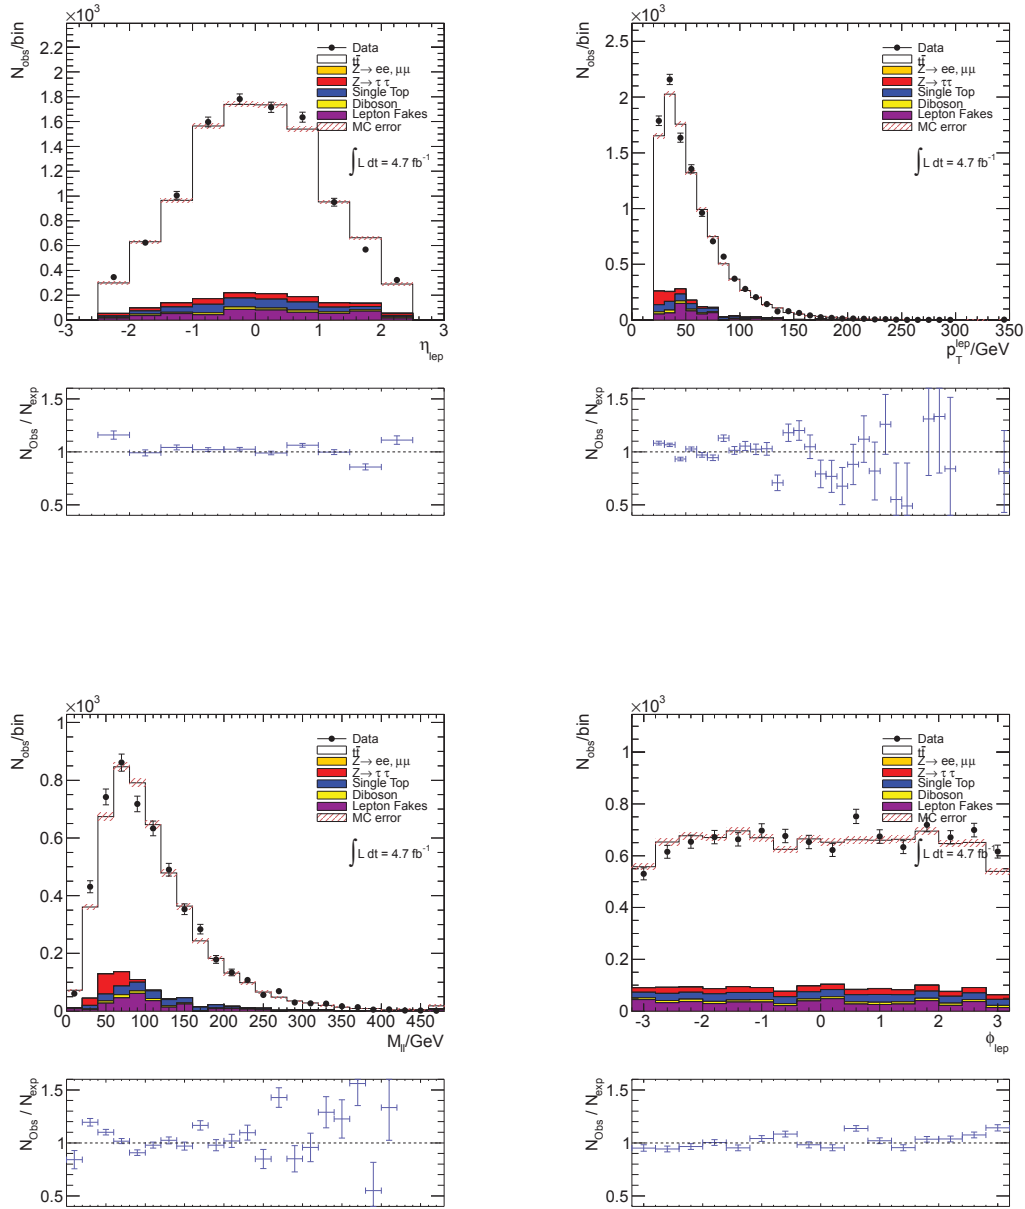 ×10³
N_obs/bin
2.2
2
1.8
1.6
1.4
1.2
1
0.8
0.6
0.4
0.2
0
-3 -2 -1 0 1 2 3
η_lep
Data
tt̄
Z→ ee, μμ
Z→ τ τ
Single Top
Diboson
Lepton Fakes
MC error
∫ L dt = 4.7 fb⁻¹
N_Obs / N_exp
1.5
1
0.5
×10³
N_obs/bin
2.5
2
1.5
1
0.5
0
0 50 100 150 200 250 300 350
p_T^lep/GeV
Data
tt̄
Z→ ee, μμ
Z→ τ τ
Single Top
Diboson
Lepton Fakes
MC error
∫ L dt = 4.7 fb⁻¹
N_Obs / N_exp
1.5
1
0.5
×10³
N_obs/bin
1
0.8
0.6
0.4
0.2
0
0 50 100 150 200 250 300 350 400 450
M_ll/GeV
Data
tt̄
Z→ ee, μμ
Z→ τ τ
Single Top
Diboson
Lepton Fakes
MC error
∫ L dt = 4.7 fb⁻¹
N_Obs / N_exp
1.5
1
0.5
×10³
N_obs/bin
1
0.8
0.6
0.4
0.2
0
-3 -2 -1 0 1 2 3
ϕ_lep
Data
tt̄
Z→ ee, μμ
Z→ τ τ
Single Top
Diboson
Lepton Fakes
MC error
∫ L dt = 4.7 fb⁻¹
N_Obs / N_exp
1.5
1
0.5